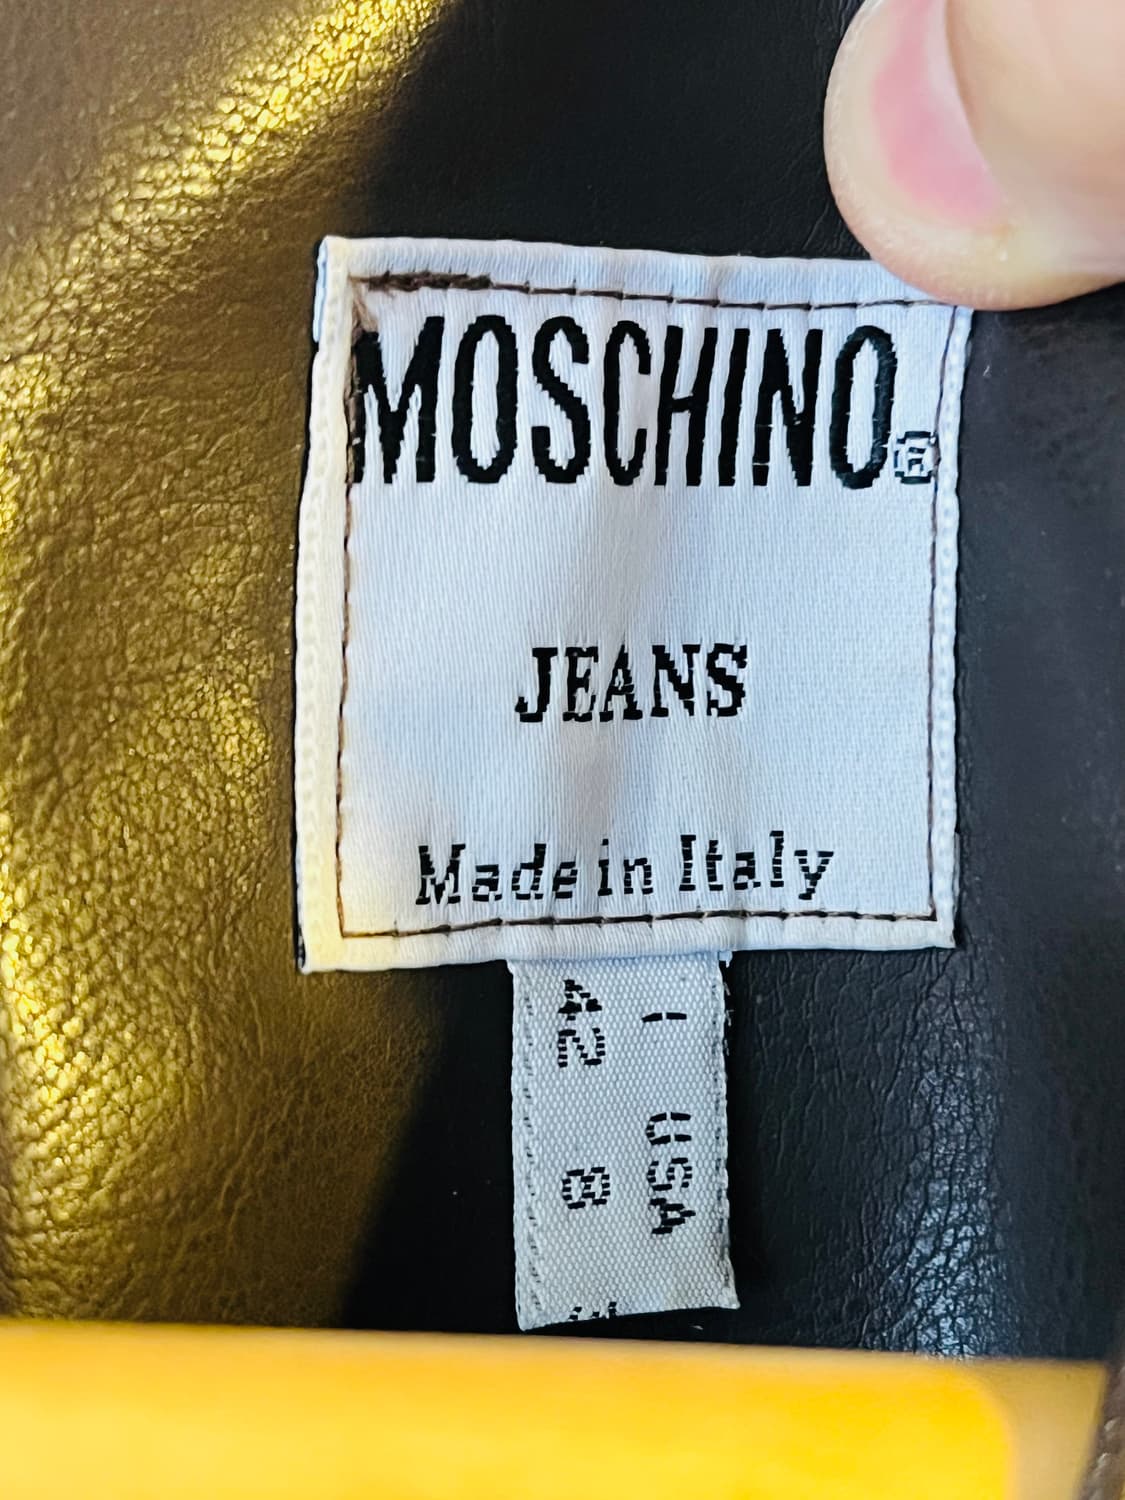 MOSCHINO®
JEANS
Made in Italy
I USA
42 8